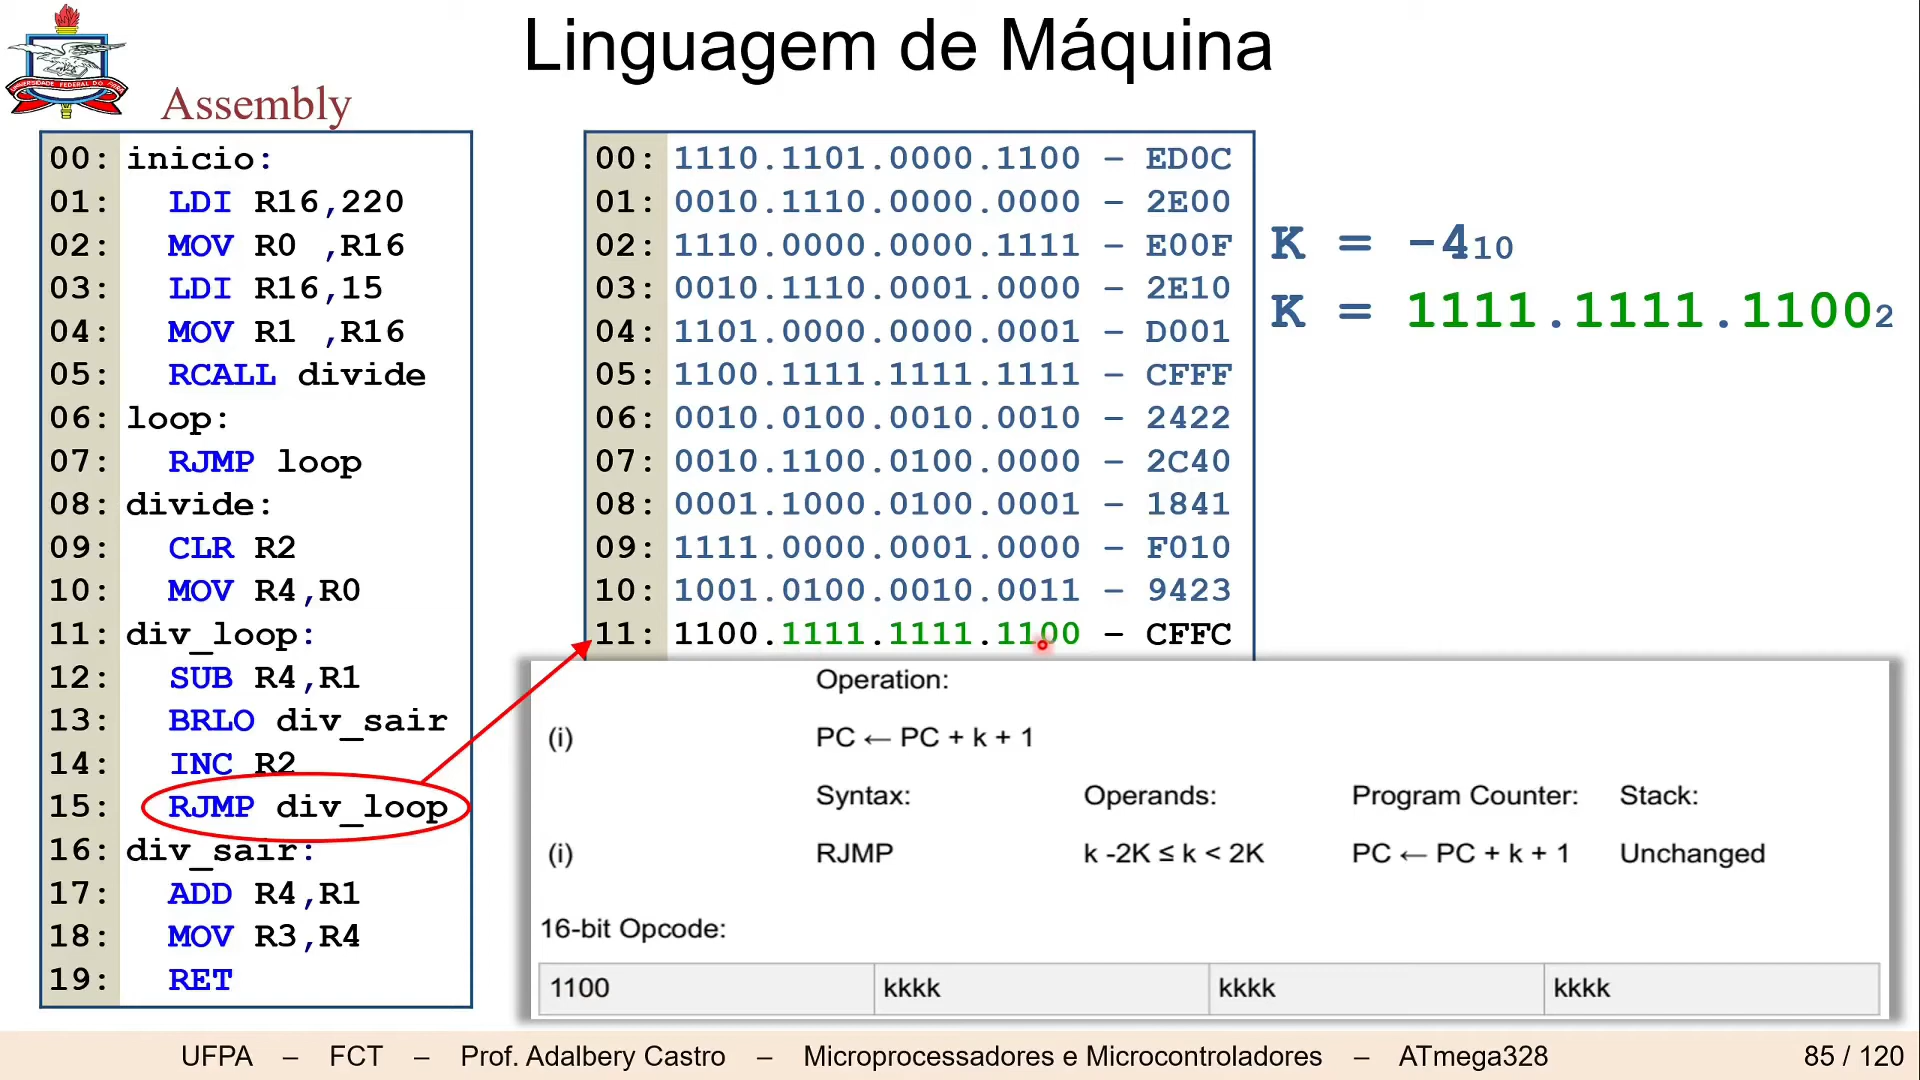 Linguagem de Máquina
Assembly
00: inicio:
01: LDI R16,220
02: MOV R0 ,R16
03: LDI R16,15
04: MOV R1 ,R16
05: RCALL divide
06: loop:
07: RJMP loop
08: divide:
09: CLR R2
10: MOV R4,R0
11: div_loop:
12: SUB R4,R1
13: BRLO div_sair
14: INC R2
15: RJMP div_loop
16: div_sair:
17: ADD R4,R1
18: MOV R3,R4
19: RET
00: 1110.1101.0000.1100 – ED0C
01: 0010.1110.0000.0000 – 2E00
02: 1110.0000.0000.1111 – E00F
03: 0010.1110.0001.0000 – 2E10
04: 1101.0000.0000.0001 – D001
05: 1100.1111.1111.1111 – CFFF
06: 0010.0100.0010.0010 – 2422
07: 0010.1100.0100.0000 – 2C40
08: 0001.1000.0100.0001 – 1841
09: 1111.0000.0001.0000 – F010
10: 1001.0100.0010.0011 – 9423
11: 1100.1111.1111.1100 – CFFC
K = -4₁₀
K = 1111.1111.1100₂
Operation:
(i) PC ← PC + k + 1
Syntax: Operands: Program Counter: Stack:
(i) RJMP k -2K ≤ k < 2K PC ← PC + k + 1 Unchanged
16-bit Opcode:
1100 kkkk kkkk kkkk
UFPA – FCT – Prof. Adalbery Castro – Microprocessadores e Microcontroladores – ATmega328 85 / 120